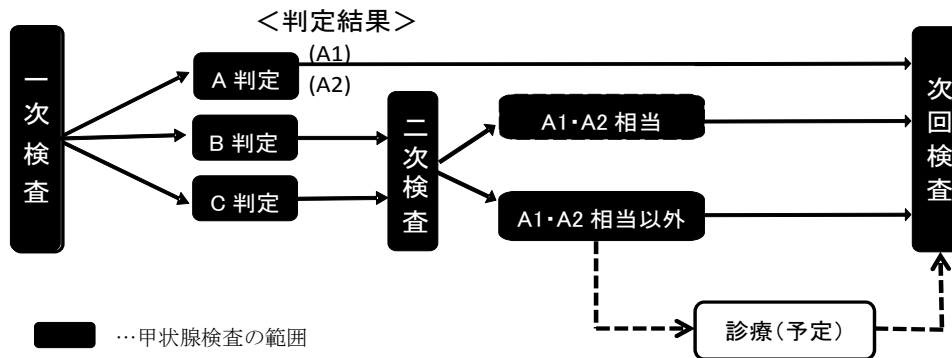 <判定結果>
一次検査
A 判定
(A1)
(A2)
B 判定
C 判定
二次検査
A1・A2 相当
A1・A2 相当以外
次回検査
診療(予定)
…甲状腺検査の範囲